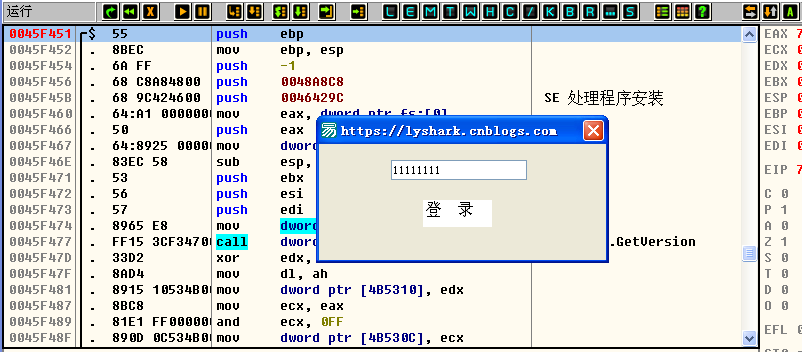 运行
L E M T W H C / K B R ... S ?
A
0045F451 $ 55 push ebp
0045F452 . 8BEC mov ebp, esp
0045F454 . 6A FF push -1
0045F456 . 68 C8A84800 push 0048A8C8
0045F45B . 68 9C424600 push 0046429C SE 处理程序安装
0045F460 . 64:A1 0000000 mov eax, dword ptr fs:[0]
0045F466 . 50 push eax
0045F467 . 64:8925 0000 mov dword
0045F46E . 83EC 58 sub esp,
0045F471 . 53 push ebx
0045F472 . 56 push esi
0045F473 . 57 push edi
0045F474 . 8965 E8 mov dword
0045F477 . FF15 3CF34700 call dword .GetVersion
0045F47D . 33D2 xor edx,
0045F47F . 8AD4 mov dl, ah
0045F481 . 8915 10534B00 mov dword ptr [4B5310], edx
0045F487 . 8BC8 mov ecx, eax
0045F489 . 81E1 FF000000 and ecx, 0FF
0045F48F . 890D 0C534B00 mov dword ptr [4B530C], ecx
https://lyshark.cnblogs.com
11111111
登 录
EAX 7
ECX 0
EDX
EBX
ESP 0
EBP 0
ESI 0
EDI 0
EIP 7
C 0
P 1
A 0
Z 1
S 0
T 0
D 0
O 0
EFL 0